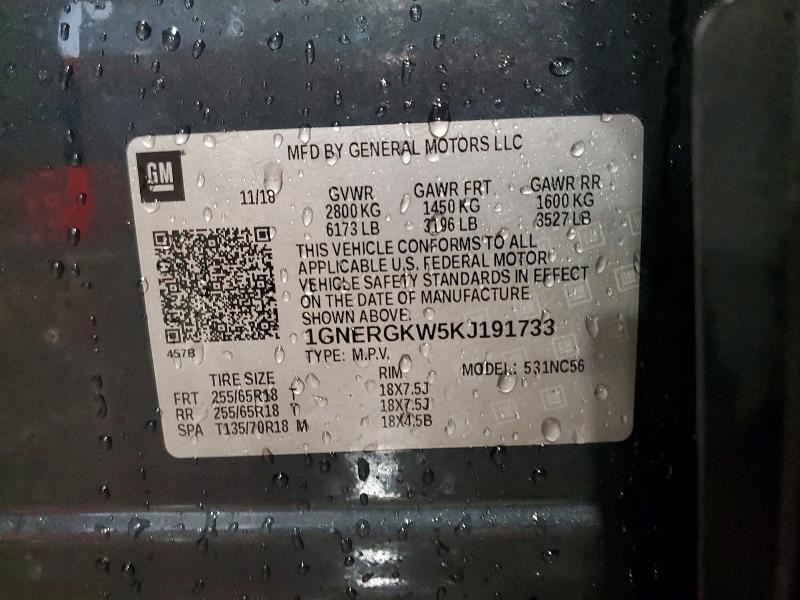 GM
MFD BY GENERAL MOTORS LLC
11/18
GVWR GAWR FRT GAWR RR
2800 KG 1450 KG 1600 KG
6173 LB 3196 LB 3527 LB
THIS VEHICLE CONFORMS TO ALL
APPLICABLE U.S. FEDERAL MOTOR
VEHICLE SAFETY STANDARDS IN EFFECT
ON THE DATE OF MANUFACTURE
SHOWN ABOVE.
1GNERGKW5KJ191733
457B
TYPE: M.P.V. MODEL: 531NC56
TIRE SIZE RIM
FRT 255/65R18 T 18X7.5J
RR 255/65R18 T 18X7.5J
SPA T135/70R18 M 18X4.5B